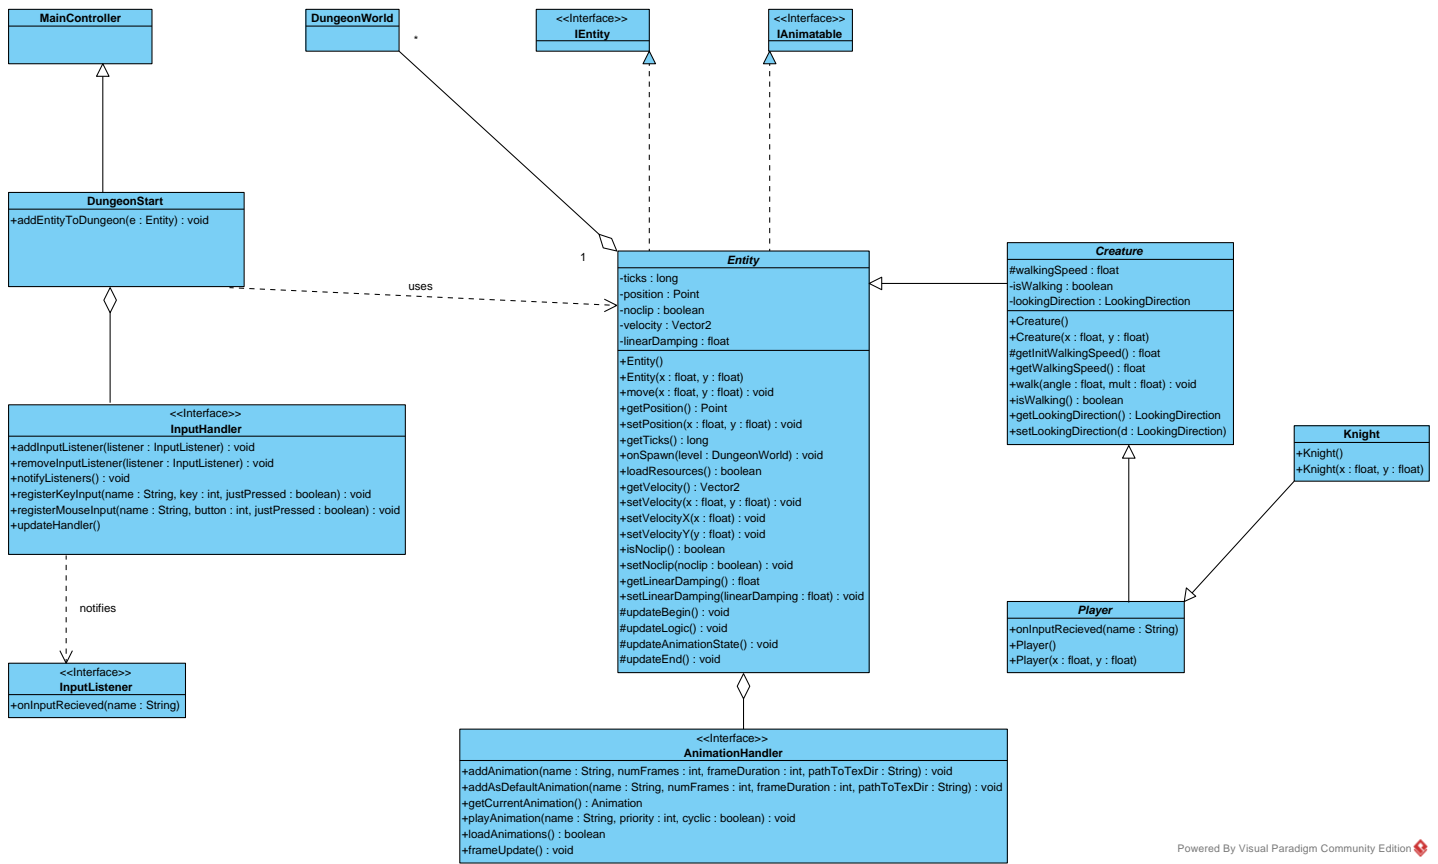 MainController
DungeonWorld
*
<<Interface>>
IEntity
<<Interface>>
IAnimatable
DungeonStart
+addEntityToDungeon(e : Entity) : void
uses
1
Entity
-ticks : long
-position : Point
-noclip : boolean
-velocity : Vector2
-linearDamping : float
+Entity()
+Entity(x : float, y : float)
+move(x : float, y : float) : void
+getPosition() : Point
+setPosition(x : float, y : float) : void
+getTicks() : long
+onSpawn(level : DungeonWorld) : void
+loadResources() : boolean
+getVelocity() : Vector2
+setVelocity(x : float, y : float) : void
+setVelocityX(x : float) : void
+setVelocityY(y : float) : void
+isNoclip() : boolean
+setNoclip(noclip : boolean) : void
+getLinearDamping() : float
+setLinearDamping(linearDamping : float) : void
#updateBegin() : void
#updateLogic() : void
#updateAnimationState() : void
#updateEnd() : void
Creature
#walkingSpeed : float
-isWalking : boolean
-lookingDirection : LookingDirection
+Creature()
+Creature(x : float, y : float)
#getInitWalkingSpeed() : float
+getWalkingSpeed() : float
+walk(angle : float, mult : float) : void
+isWalking() : boolean
+getLookingDirection() : LookingDirection
+setLookingDirection(d : LookingDirection)
Knight
+Knight()
+Knight(x : float, y : float)
<<Interface>>
InputHandler
+addInputListener(listener : InputListener) : void
+removeInputListener(listener : InputListener) : void
+notifyListeners() : void
+registerKeyInput(name : String, key : int, justPressed : boolean) : void
+registerMouseInput(name : String, button : int, justPressed : boolean) : void
+updateHandler()
notifies
Player
+onInputRecieved(name : String)
+Player()
+Player(x : float, y : float)
<<Interface>>
InputListener
+onInputRecieved(name : String)
<<Interface>>
AnimationHandler
+addAnimation(name : String, numFrames : int, frameDuration : int, pathToTexDir : String) : void
+addAsDefaultAnimation(name : String, numFrames : int, frameDuration : int, pathToTexDir : String) : void
+getCurrentAnimation() : Animation
+playAnimation(name : String, priority : int, cyclic : boolean) : void
+loadAnimations() : boolean
+frameUpdate() : void
Powered By Visual Paradigm Community Edition